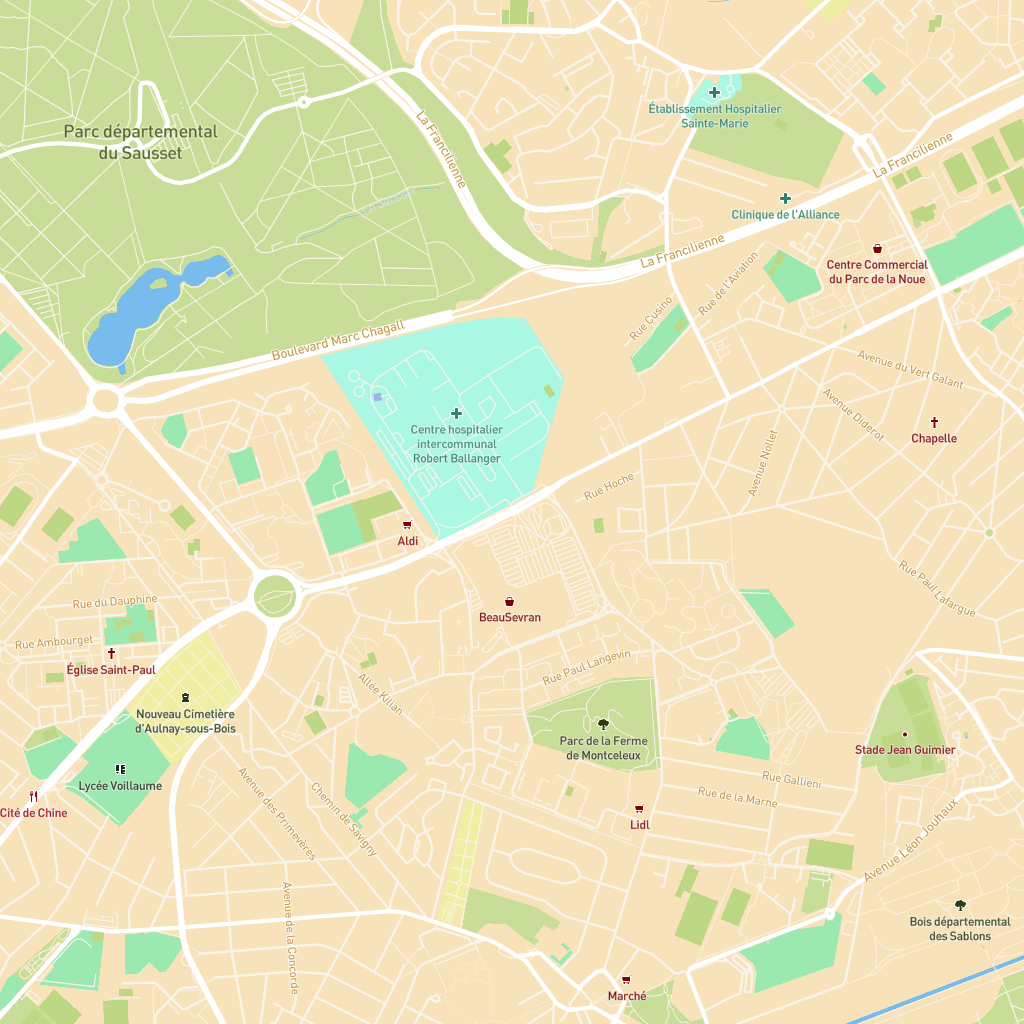 Parc départemental
du Sausset
La Francilienne
Établissement Hospitalier
Sainte-Marie
La Francilienne
Clinique de l'Alliance
La Francilienne
Centre Commercial
du Parc de la Noue
Rue de l'Aviation
Rue Cusino
Boulevard Marc Chagall
Avenue du Vert Galant
Avenue Diderot
Chapelle
Centre hospitalier
intercommunal
Robert Ballanger
Avenue Nollet
Rue Hoche
Aldi
Rue Paul Lafargue
Rue du Dauphine
BeauSevran
Rue Ambourget
Église Saint-Paul
Rue Paul Langevin
Allée Kilian
Nouveau Cimetière
d'Aulnay-sous-Bois
Parc de la Ferme
de Montceleux
Stade Jean Guimier
Lycée Voillaume
Rue Gallieni
Rue de la Marne
Cité de Chine
Avenue des Primevères
Chemin de Savigny
Lidl
Avenue Léon Jouhaux
Avenue de la Concorde
Bois départemental
des Sablons
Marché